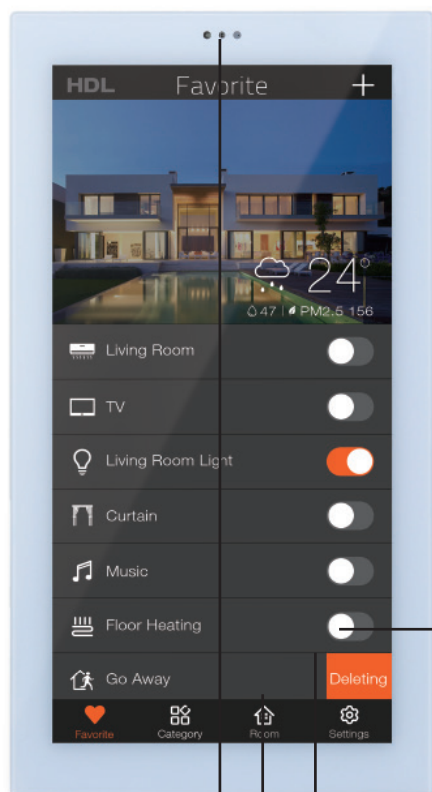 HDL Favorite +
24°
47 | PM2.5 156
Living Room
TV
Living Room Light
Curtain
Music
Floor Heating
Go Away Deleting
Favorite Category Room Settings